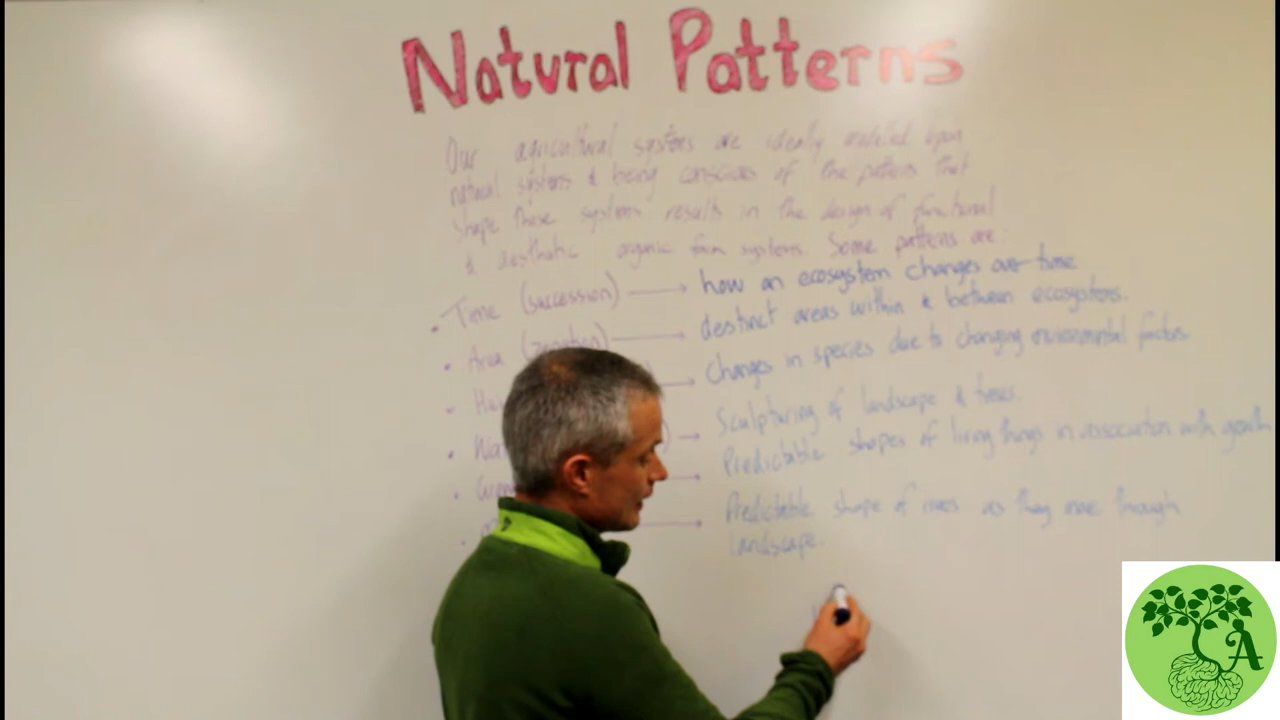 Natural Patterns
Our agricultural systems are ideally modelled upon
natural systems & being conscious of the patterns that
shape these systems results in the design of functional
& aesthetic organic farm systems. Some patterns are:
• Time (succession) → how an ecosystem changes over time
• Area (zonation) → distinct areas within & between ecosystems.
→ changes in species due to changing environmental factors
→ Sculpturing of landscape & trees.
→ Predictable shapes of living things in association with growth
→ Predictable shape of rivers as they move through
landscape.
A